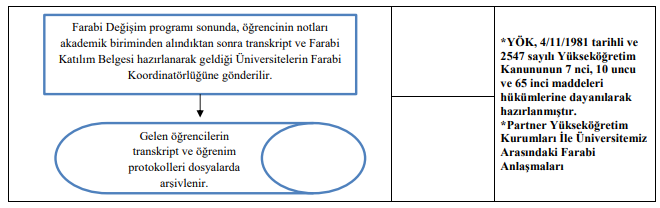 Farabi Değişim programı sonunda, öğrencinin notları
akademik biriminden alındıktan sonra transkript ve Farabi
Katılım Belgesi hazırlanarak geldiği Üniversitelerin Farabi
Koordinatörlüğüne gönderilir.
Gelen öğrencilerin
transkript ve öğrenim
protokolleri dosyalarda
arşivlenir.
*YÖK, 4/11/1981 tarihli ve
2547 sayılı Yükseköğretim
Kanununun 7 nci, 10 uncu
ve 65 inci maddeleri
hükümlerine dayanılarak
hazırlanmıştır.
*Partner Yükseköğretim
Kurumları İle Üniversitemiz
Arasındaki Farabi
Anlaşmaları